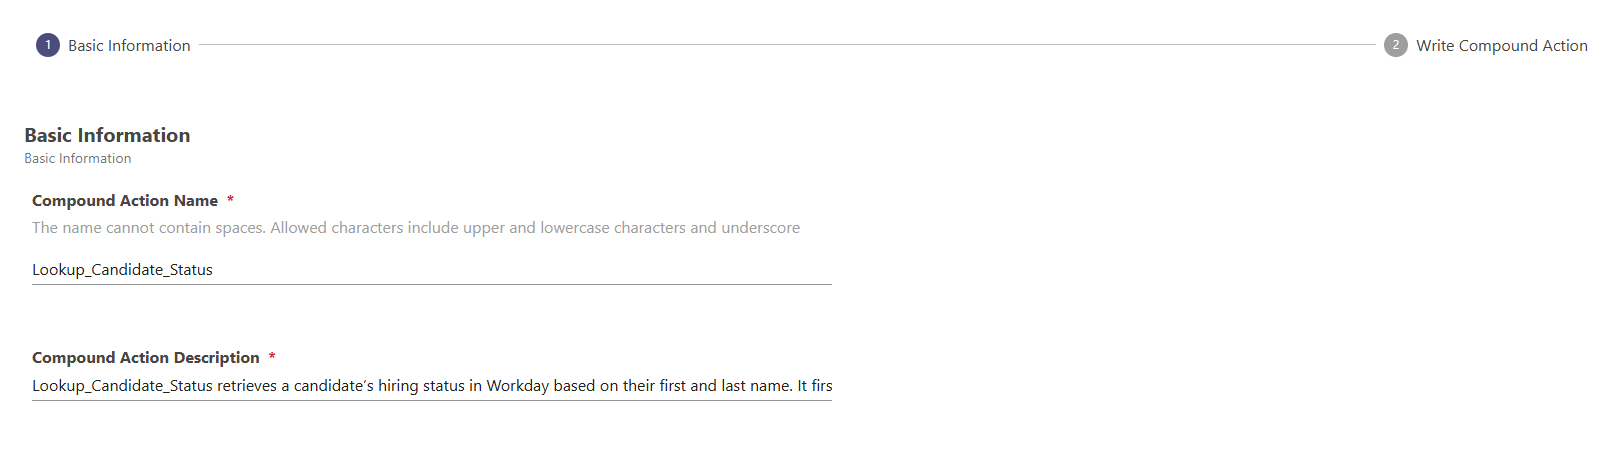 1 Basic Information
2 Write Compound Action
Basic Information
Basic Information
Compound Action Name *
The name cannot contain spaces. Allowed characters include upper and lowercase characters and underscore
Lookup_Candidate_Status
Compound Action Description *
Lookup_Candidate_Status retrieves a candidate's hiring status in Workday based on their first and last name. It firs